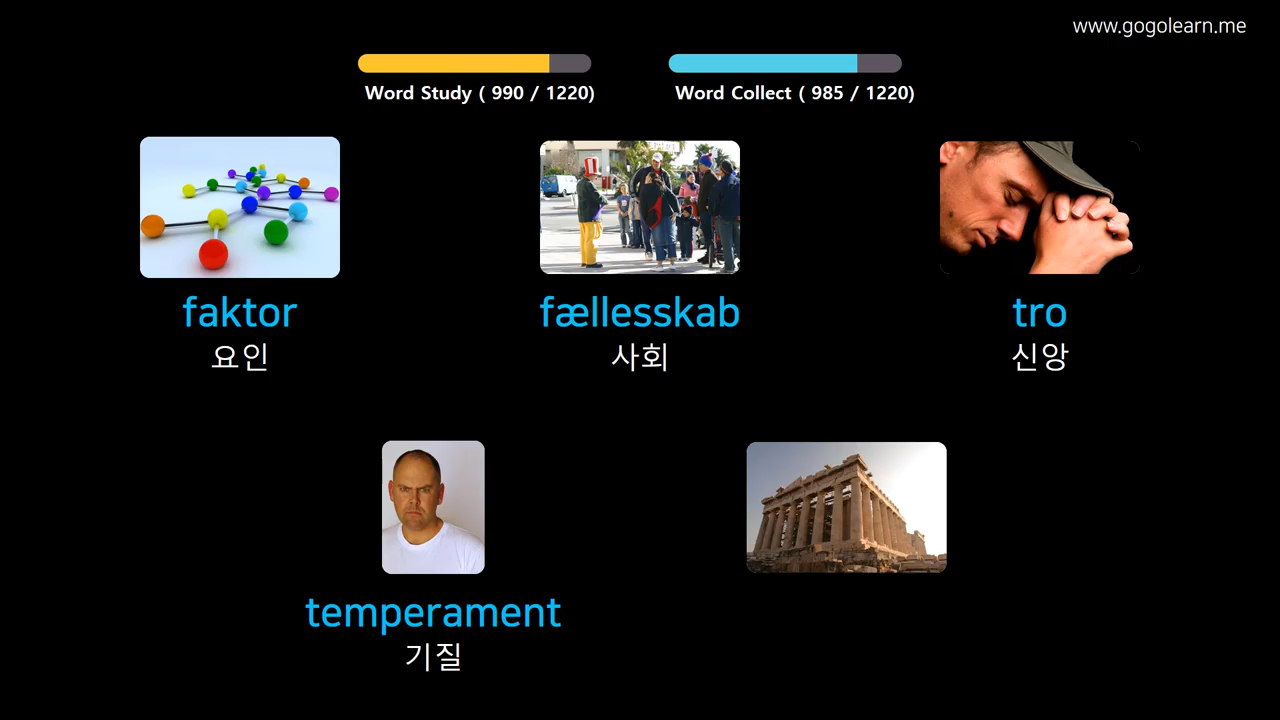 www.gogolearn.me
Word Study ( 990 / 1220)
Word Collect ( 985 / 1220)
faktor
요인
fællesskab
사회
tro
신앙
temperament
기질